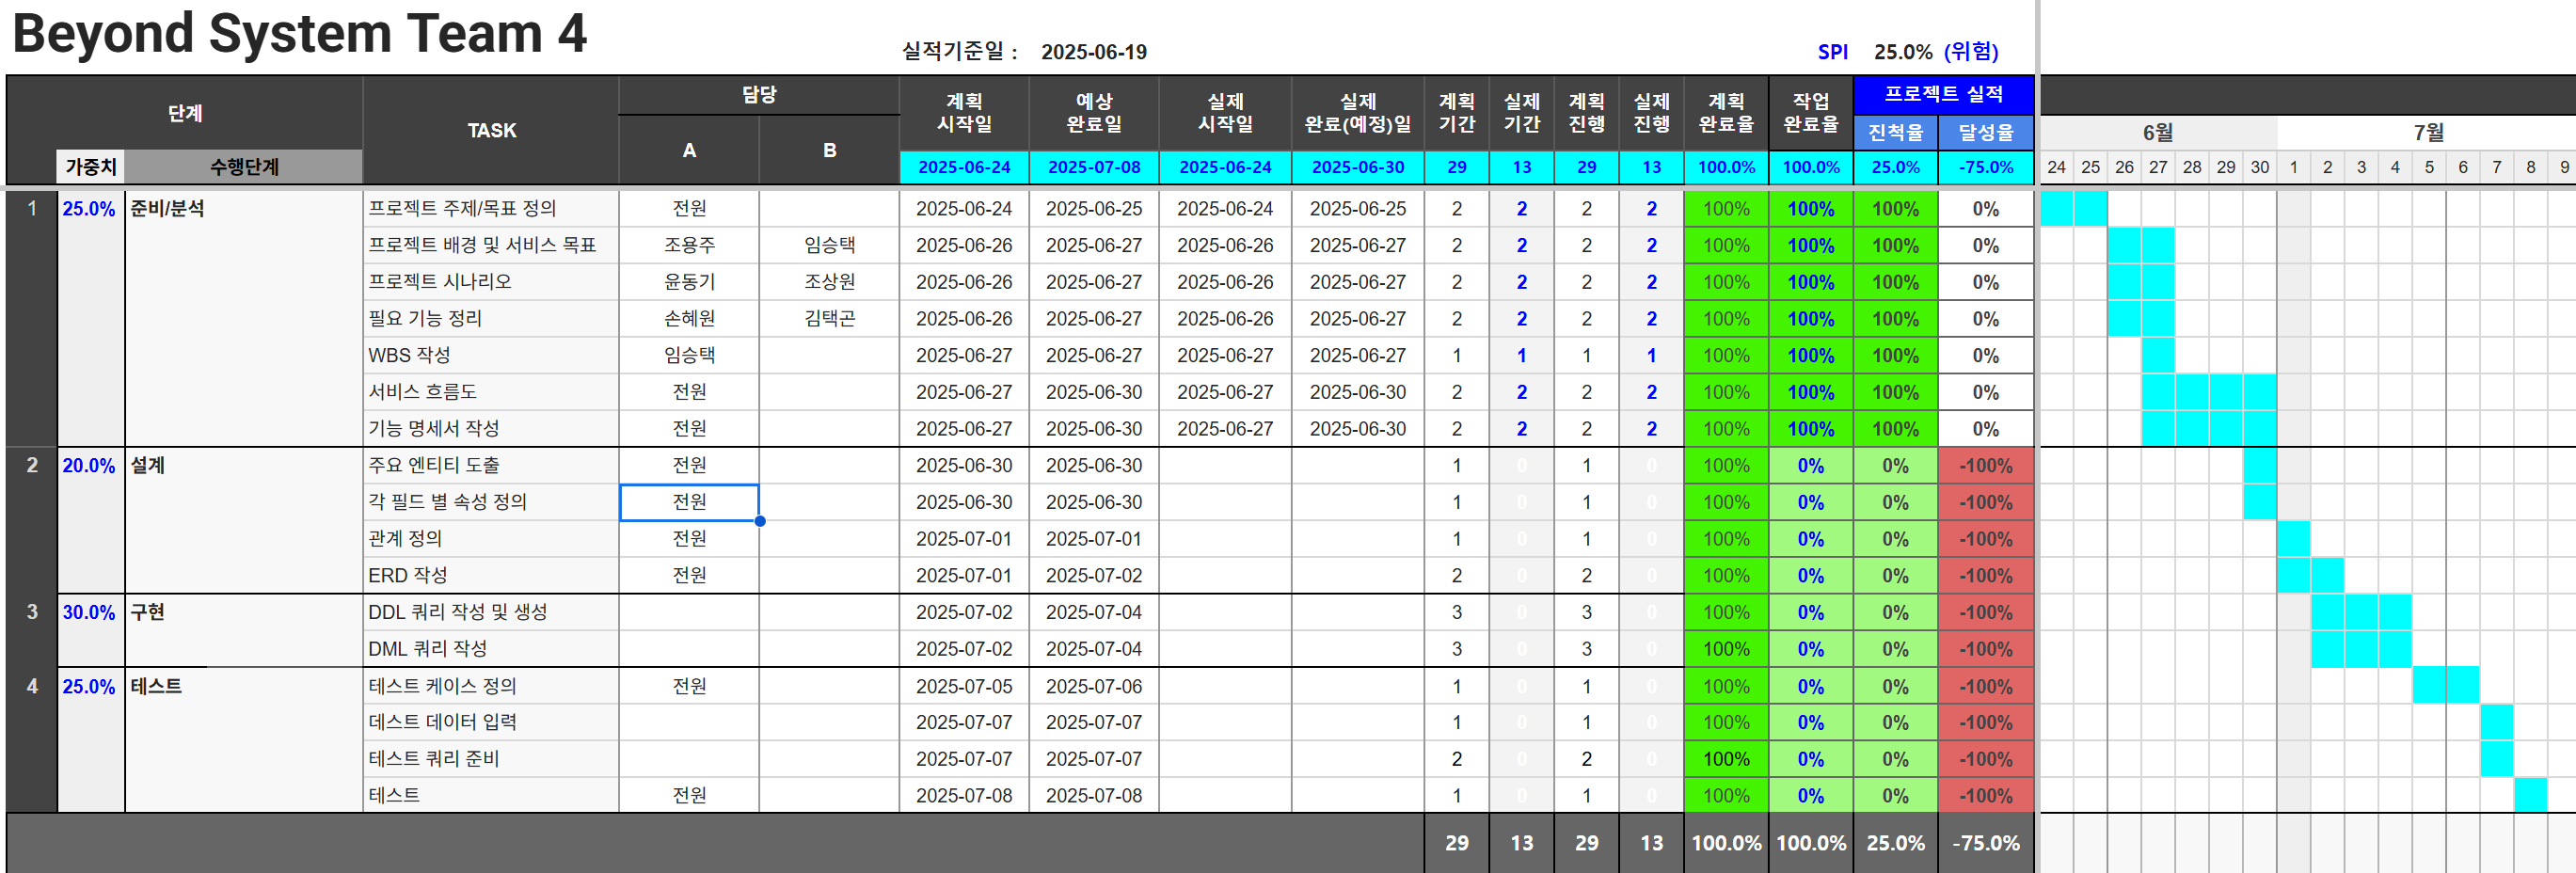 Beyond System Team 4
실적기준일 : 2025-06-19 SPI 25.0% (위험)
단계 TASK 담당 계획 시작일 예상 완료일 실제 시작일 실제 완료(예정)일 계획 기간 실제 기간 계획 진행 실제 진행 계획 완료율 작업 완료율 프로젝트 실적
A B 진척율 달성율 6월 7월
가중치 수행단계 2025-06-24 2025-07-08 2025-06-24 2025-06-30 29 13 29 13 100.0% 100.0% 25.0% -75.0% 24 25 26 27 28 29 30 1 2 3 4 5 6 7 8 9
1 25.0% 준비/분석 프로젝트 주제/목표 정의 전원 2025-06-24 2025-06-25 2025-06-24 2025-06-25 2 2 2 2 100% 100% 100% 0%
프로젝트 배경 및 서비스 목표 조용주 임승택 2025-06-26 2025-06-27 2025-06-26 2025-06-27 2 2 2 2 100% 100% 100% 0%
프로젝트 시나리오 윤동기 조상원 2025-06-26 2025-06-27 2025-06-26 2025-06-27 2 2 2 2 100% 100% 100% 0%
필요 기능 정리 손혜원 김택곤 2025-06-26 2025-06-27 2025-06-26 2025-06-27 2 2 2 2 100% 100% 100% 0%
WBS 작성 임승택 2025-06-27 2025-06-27 2025-06-27 2025-06-27 1 1 1 1 100% 100% 100% 0%
서비스 흐름도 전원 2025-06-27 2025-06-30 2025-06-27 2025-06-30 2 2 2 2 100% 100% 100% 0%
기능 명세서 작성 전원 2025-06-27 2025-06-30 2025-06-27 2025-06-30 2 2 2 2 100% 100% 100% 0%
2 20.0% 설계 주요 엔티티 도출 전원 2025-06-30 2025-06-30 1 0 1 0 100% 0% 0% -100%
각 필드 별 속성 정의 전원 2025-06-30 2025-06-30 1 0 1 0 100% 0% 0% -100%
관계 정의 전원 2025-07-01 2025-07-01 1 0 1 0 100% 0% 0% -100%
ERD 작성 전원 2025-07-01 2025-07-02 2 0 2 0 100% 0% 0% -100%
3 30.0% 구현 DDL 쿼리 작성 및 생성 2025-07-02 2025-07-04 3 0 3 0 100% 0% 0% -100%
DML 쿼리 작성 2025-07-02 2025-07-04 3 0 3 0 100% 0% 0% -100%
4 25.0% 테스트 테스트 케이스 정의 전원 2025-07-05 2025-07-06 1 0 1 0 100% 0% 0% -100%
데스트 데이터 입력 2025-07-07 2025-07-07 1 0 1 0 100% 0% 0% -100%
테스트 쿼리 준비 2025-07-07 2025-07-07 2 0 2 0 100% 0% 0% -100%
테스트 전원 2025-07-08 2025-07-08 1 0 1 0 100% 0% 0% -100%
29 13 29 13 100.0% 100.0% 25.0% -75.0%